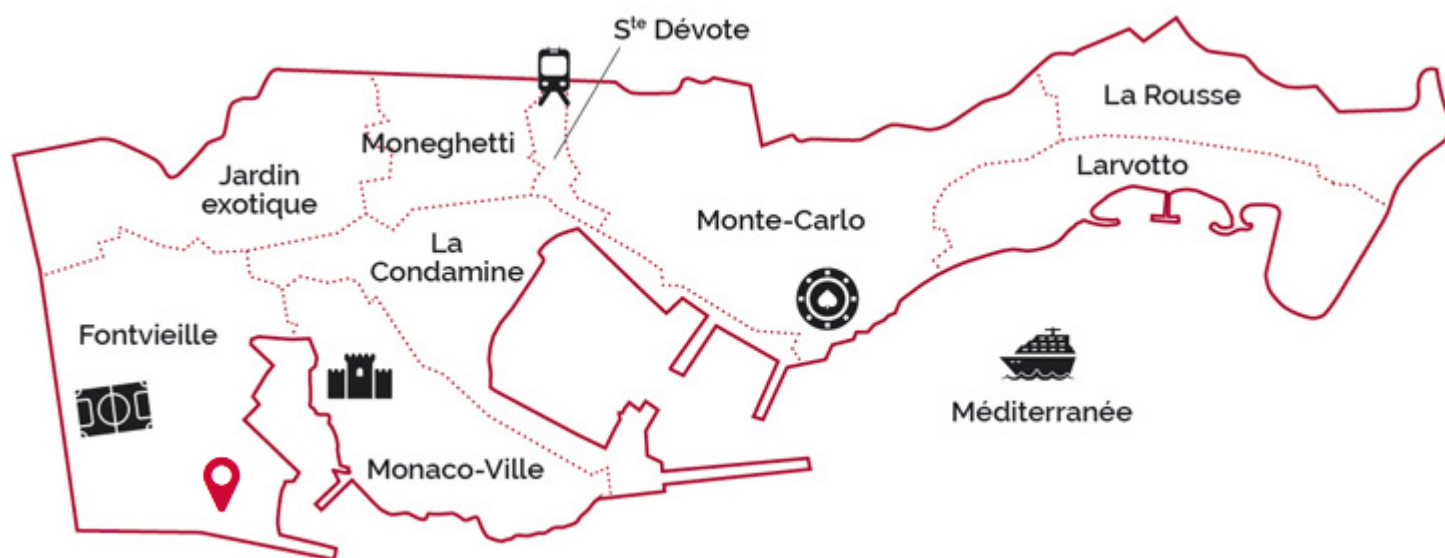 Sᵗᵉ Dévote
La Rousse
Moneghetti
Larvotto
Jardin
exotique
Monte-Carlo
La
Condamine
Fontvieille
Méditerranée
Monaco-Ville